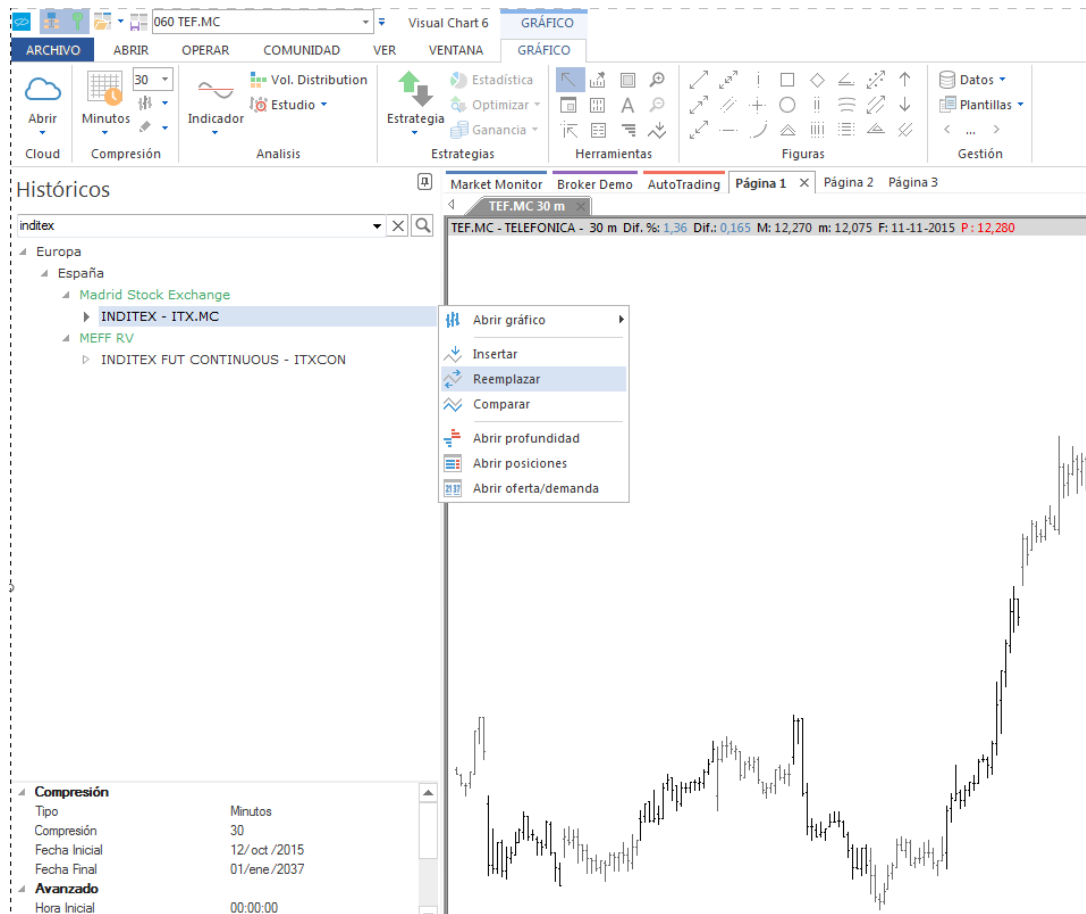 060 TEF.MC Visual Chart 6 GRÁFICO
ARCHIVO ABRIR OPERAR COMUNIDAD VER VENTANA GRÁFICO
30 Vol. Distribution Estadística Datos
Abrir Minutos Indicador Estudio Estrategia Optimizar A Plantillas
Ganancia < ... >
Cloud Compresión Analisis Estrategias Herramientas Figuras Gestión
Históricos
Market Monitor Broker Demo AutoTrading Página 1 Página 2 Página 3
TEF.MC 30 m
inditex
TEF.MC - TELEFONICA - 30 m Dif. %: 1,36 Dif.: 0,165 M: 12,270 m: 12,075 F: 11-11-2015 P : 12,280
Europa
España
Madrid Stock Exchange
INDITEX - ITX.MC
MEFF RV
INDITEX FUT CONTINUOUS - ITXCON
Abrir gráfico
Insertar
Reemplazar
Comparar
Abrir profundidad
Abrir posiciones
Abrir oferta/demanda
Compresión
Tipo Minutos
Compresión 30
Fecha Inicial 12/ oct /2015
Fecha Final 01/ene /2037
Avanzado
Hora Inicial 00:00:00